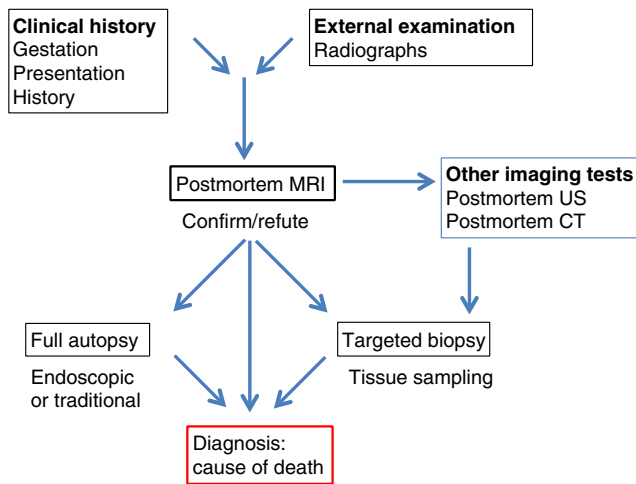 Clinical history
Gestation
Presentation
History
External examination
Radiographs
Postmortem MRI
Confirm/refute
Other imaging tests
Postmortem US
Postmortem CT
Full autopsy
Endoscopic
or traditional
Targeted biopsy
Tissue sampling
Diagnosis:
cause of death